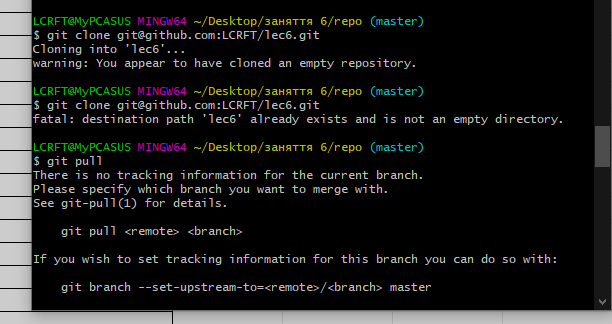 LCRFT@MyPCASUS MINGW64 ~/Desktop/заняття 6/repo (master)
$ git clone git@github.com:LCRFT/lec6.git
Cloning into 'lec6'...
warning: You appear to have cloned an empty repository.
LCRFT@MyPCASUS MINGW64 ~/Desktop/заняття 6/repo (master)
$ git clone git@github.com:LCRFT/lec6.git
fatal: destination path 'lec6' already exists and is not an empty directory.
LCRFT@MyPCASUS MINGW64 ~/Desktop/заняття 6/repo (master)
$ git pull
There is no tracking information for the current branch.
Please specify which branch you want to merge with.
See git-pull(1) for details.
git pull <remote> <branch>
If you wish to set tracking information for this branch you can do so with:
git branch --set-upstream-to=<remote>/<branch> master